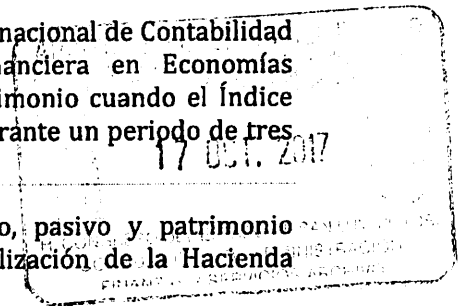 nacional de Contabilidad
nanciera en Economías
imonio cuando el Índice
rante un periodo de tres
17 OCT. 2017
o, pasivo y patrimonio
lización de la Hacienda